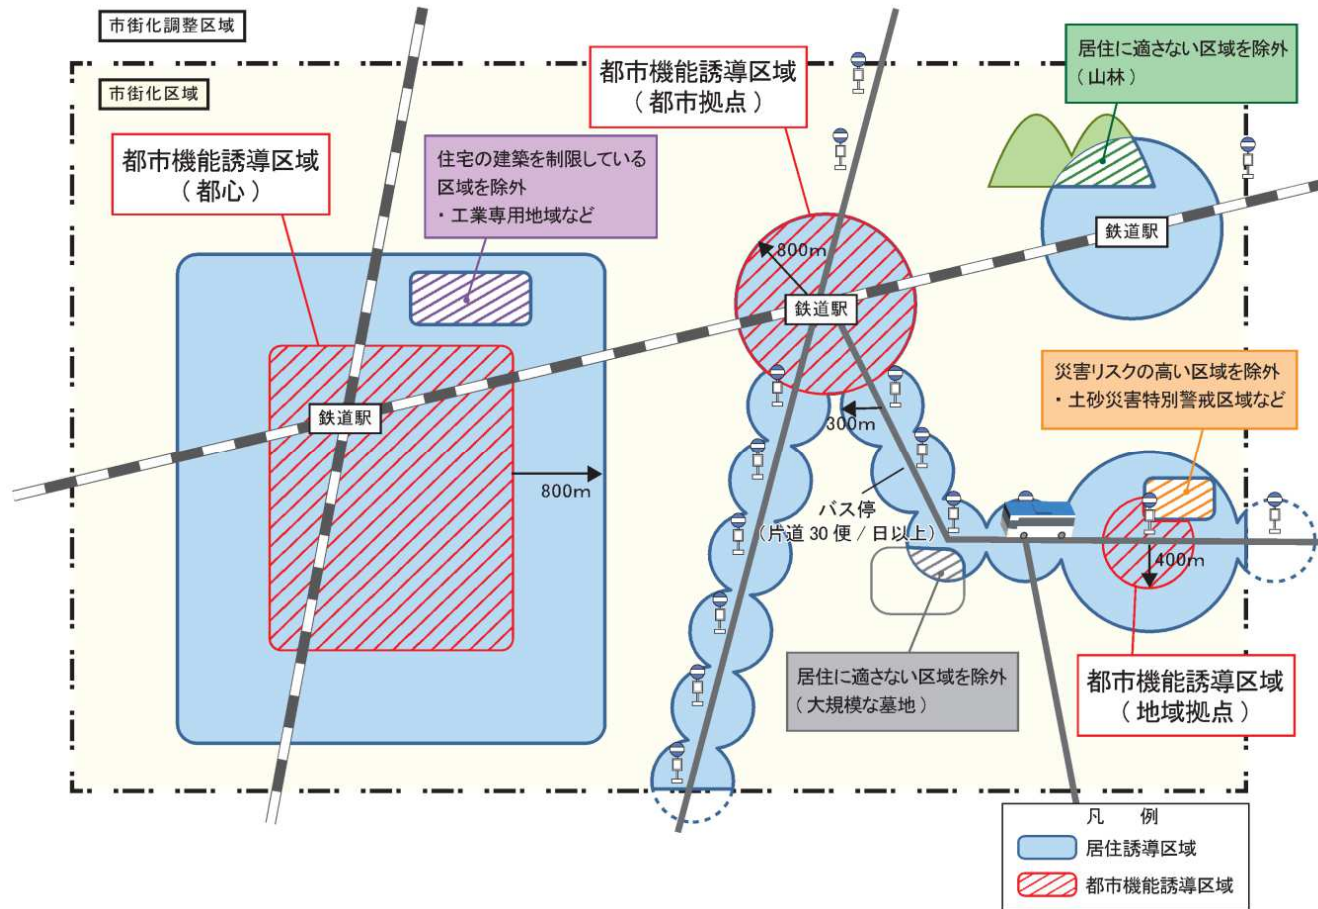 市街化調整区域
市街化区域
都市機能誘導区域
（都心）
住宅の建築を制限している
区域を除外
・工業専用地域など
都市機能誘導区域
（都市拠点）
居住に適さない区域を除外
（山林）
鉄道駅
800m
鉄道駅
鉄道駅
800m
300m
バス停
（片道30便／日以上）
災害リスクの高い区域を除外
・土砂災害特別警戒区域など
400m
居住に適さない区域を除外
（大規模な墓地）
都市機能誘導区域
（地域拠点）
凡　例
居住誘導区域
都市機能誘導区域